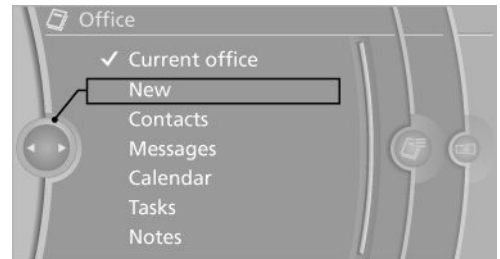 Office
Current office
New
Contacts
Messages
Calendar
Tasks
Notes